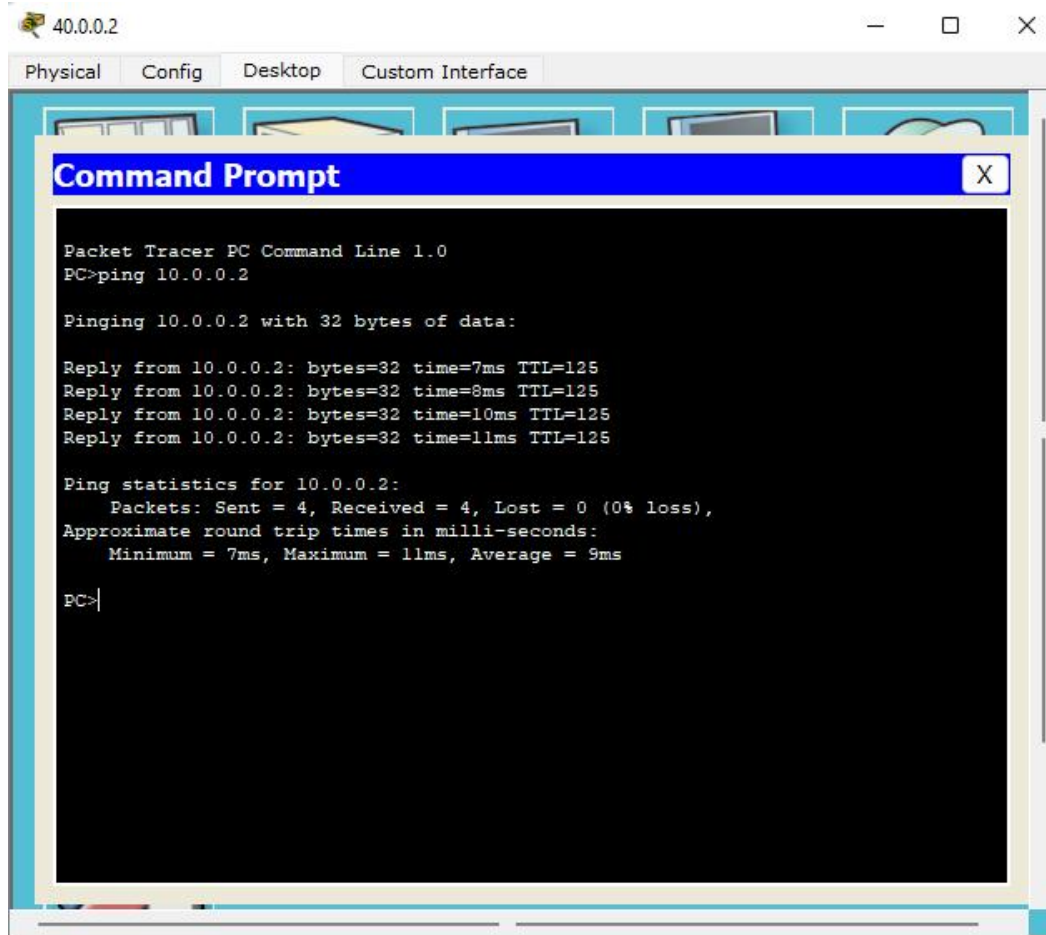 40.0.0.2
Physical Config Desktop Custom Interface
Command Prompt
X
Packet Tracer PC Command Line 1.0
PC>ping 10.0.0.2
Pinging 10.0.0.2 with 32 bytes of data:
Reply from 10.0.0.2: bytes=32 time=7ms TTL=125
Reply from 10.0.0.2: bytes=32 time=8ms TTL=125
Reply from 10.0.0.2: bytes=32 time=10ms TTL=125
Reply from 10.0.0.2: bytes=32 time=11ms TTL=125
Ping statistics for 10.0.0.2:
Packets: Sent = 4, Received = 4, Lost = 0 (0% loss),
Approximate round trip times in milli-seconds:
Minimum = 7ms, Maximum = 11ms, Average = 9ms
PC>